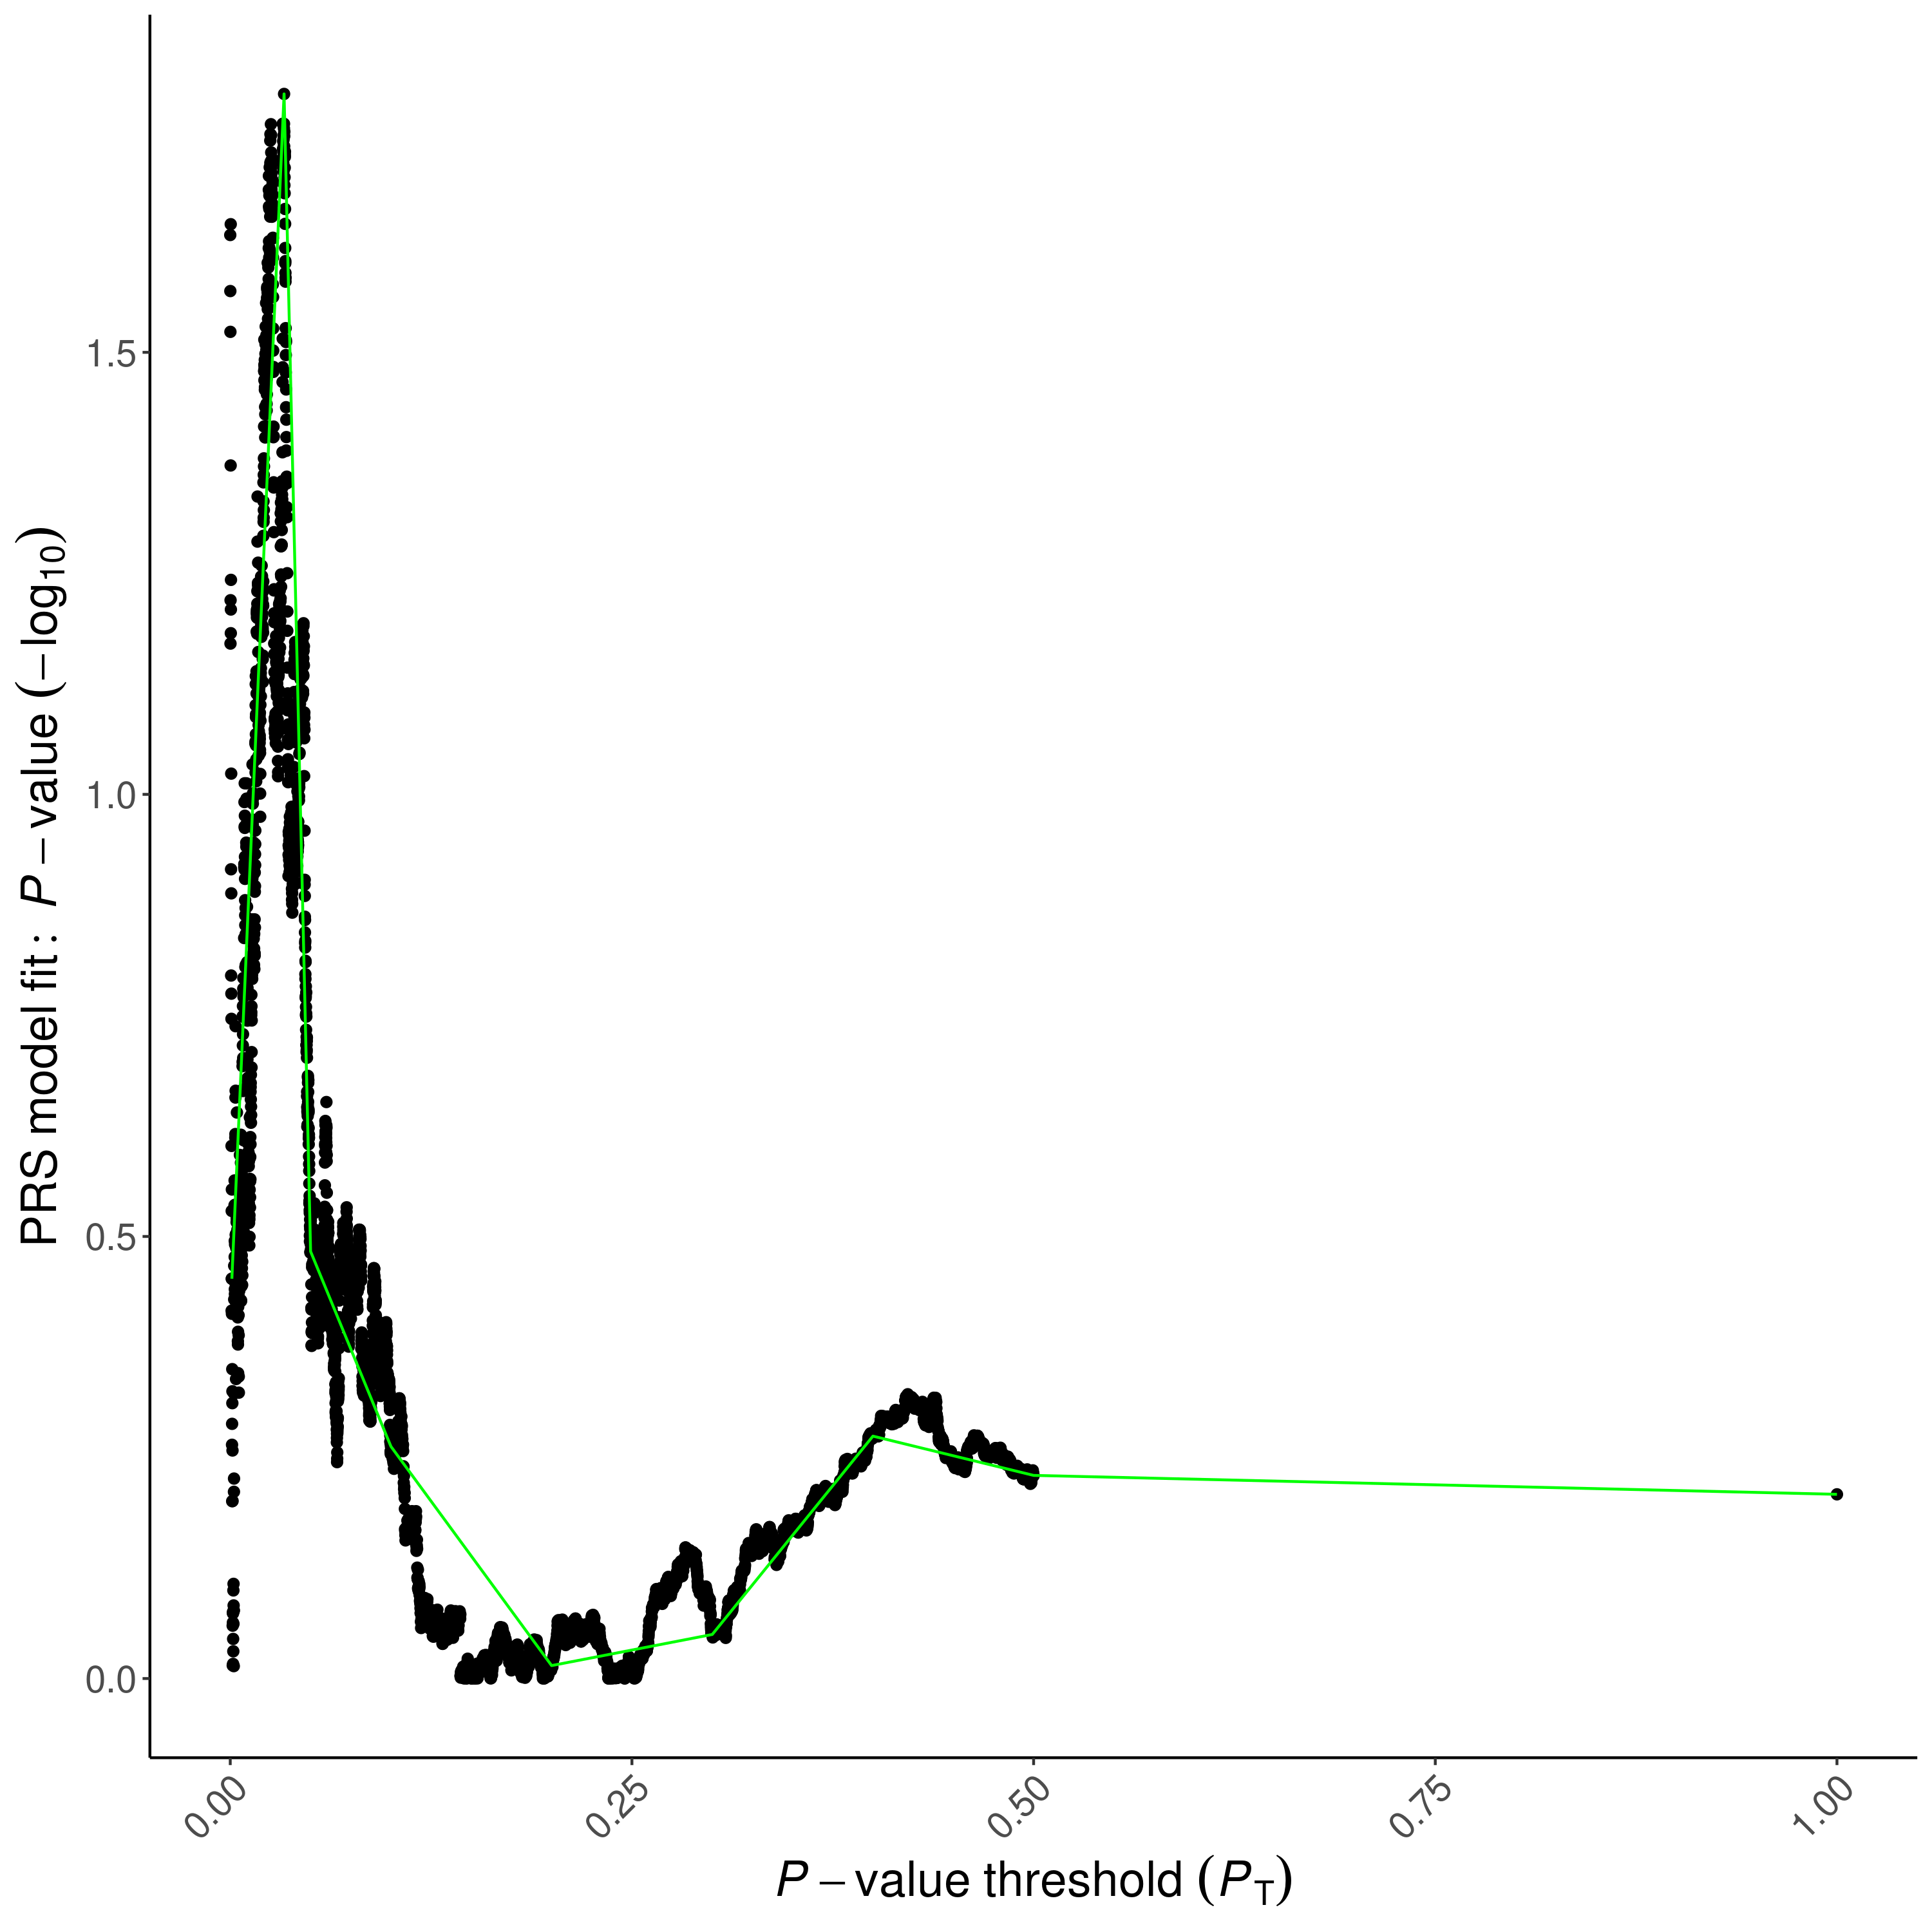 PRS model fit: P − value (−log10)
1.5
1.0
0.5
0.0
0.00 0.25 0.50 0.75 1.00
P − value threshold (PT)